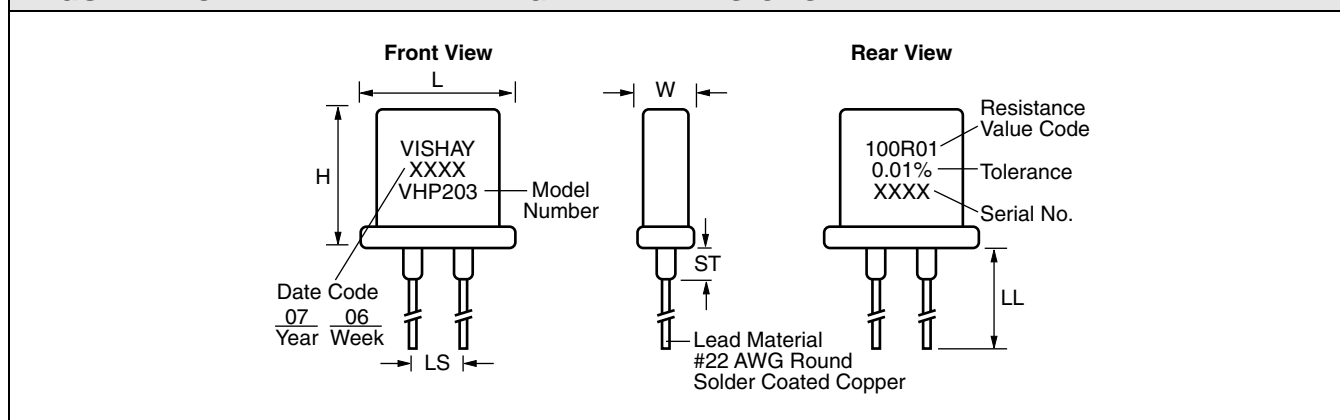 Front View
L
H
VISHAY
XXXX
VHP203
Model
Number
Date Code
07 06
Year Week
LS
W
ST
Lead Material
#22 AWG Round
Solder Coated Copper
Rear View
100R01
0.01%
XXXX
Resistance
Value Code
Tolerance
Serial No.
LL